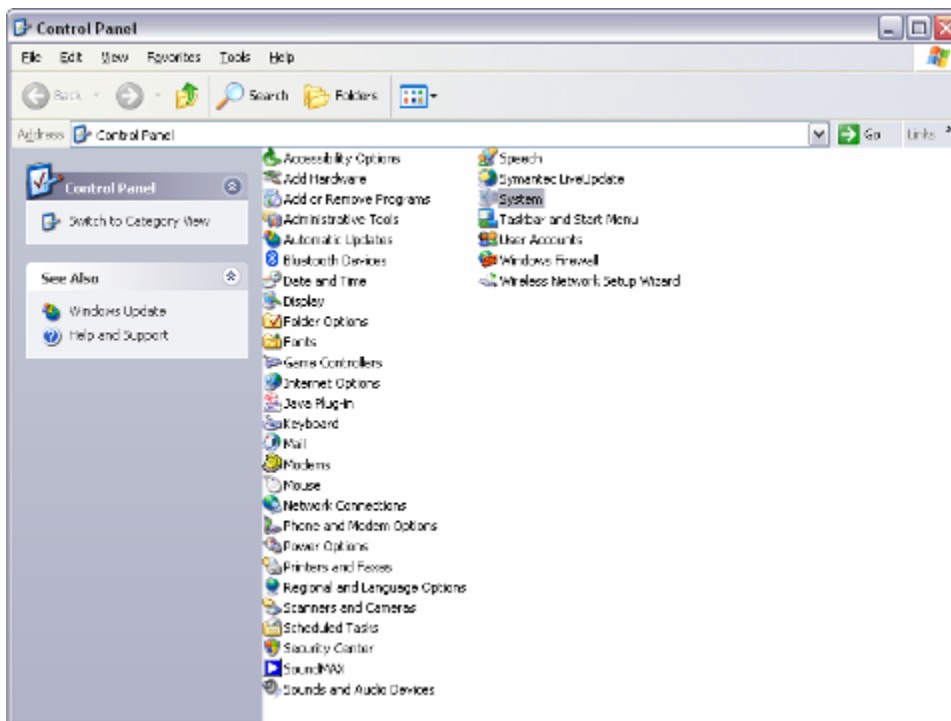 Control Panel
File Edit View Favorites Tools Help
Back Search Folders
Address Control Panel Go Links »
Control Panel
Switch to Category View
See Also
Windows Update
Help and Support
Accessibility Options
Add Hardware
Add or Remove Programs
Administrative Tools
Automatic Updates
Bluetooth Devices
Date and Time
Display
Folder Options
Fonts
Game Controllers
Internet Options
Java Plug-in
Keyboard
Mail
Modems
Mouse
Network Connections
Phone and Modem Options
Power Options
Printers and Faxes
Regional and Language Options
Scanners and Cameras
Scheduled Tasks
Security Center
SoundMAX
Sounds and Audio Devices
Speech
Symantec LiveUpdate
System
Taskbar and Start Menu
User Accounts
Windows Firewall
Wireless Network Setup Wizard